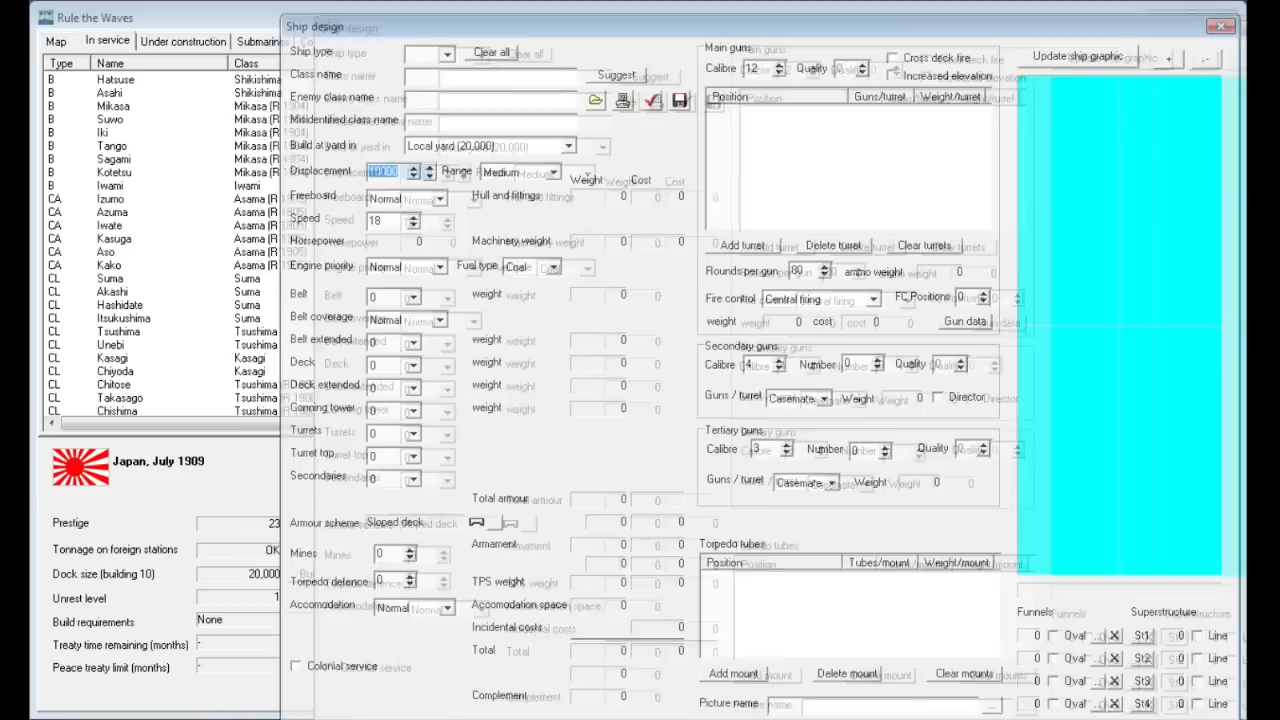 Rule the Waves
Map In service Under construction Submarine
Type Name Class
B Hatsuse Shikishima
B Asahi Shikishima
B Mikasa Mikasa (R 1904)
B Suwo Mikasa (R 1904)
B Iki Mikasa (R
B Tango Mikasa (R
B Sagami Mikasa (R
B Kotetsu Mikasa (R
B Iwami Iwami
CA Izumo Asama (R
CA Azuma Asama (R
CA Iwate Asama (R
CA Kasuga Asama (R
CA Aso Asama (R
CA Kako Asama (R
CL Suma Suma
CL Akashi Suma
CL Hashidate Suma
CL Itsukushima Suma
CL Tsushima Tsushima
CL Unebi Tsushima
CL Kasagi Kasagi
CL Chiyoda Kasagi
CL Chitose Tsushima
CL Takasago Tsushima
CL Chishima Tsushima
Japan, July 1909
Prestige 23
Tonnage on foreign stations OK
Dock size (building 10) 20,000
Unrest level 1
Build requirements None
Treaty time remaining (months) -
Peace treaty limit (months) -
Ship design
Ship type Clear all
Class name Suggest
Enemy class name
Misidentified class name
Build at yard in Local yard (20,000)
Displacement Range Medium
Weight Cost
Freeboard Normal Hull and fittings 0 0
Speed 18
Horsepower 0 Machinery weight 0 0
Engine priority Normal Fuel type Coal
Belt 0 weight 0
Belt coverage Normal
Belt extended 0 weight 0
Deck 0 weight 0
Deck extended 0 weight 0
Conning tower 0 weight 0
Turrets 0
Turret top 0
Secondaries 0
Total armour 0 0
Armour scheme Sloped deck 0 0
Mines 0 Armament 0 0
0 0
Torpedo defence 0 TPS weight 0 0
Accomodation Normal Accomodation space 0
Incidental costs 0
Total 0 0
Colonial service 0 0
Complement 0
Main guns
Calibre 12 Quality 0 Cross deck fire
Increased elevation
Position Guns/turret Weight/turret
Add turret Delete turret Clear turrets
Rounds per gun 80 ammo weight 0
Fire control Central firing FC Positions 0
weight 0 cost 0 Gun data
Secondary guns
Calibre 4 Number 0 Quality 0
Guns / turret Casemate Weight 0 Director
Tertiary guns
Calibre 3 Number 0 Quality 0
Guns / turret Casemate Weight 0
Torpedo tubes
Position Tubes/mount Weight/mount
Add mount Delete mount Clear mounts
Picture name
Update ship graphic + -
Funnels Superstructure
0 Oval ... X St1 0 Line
0 Oval ... X St2 0 Line
0 Oval ... X St3 0 Line
0 Oval ... X St4 0 Line